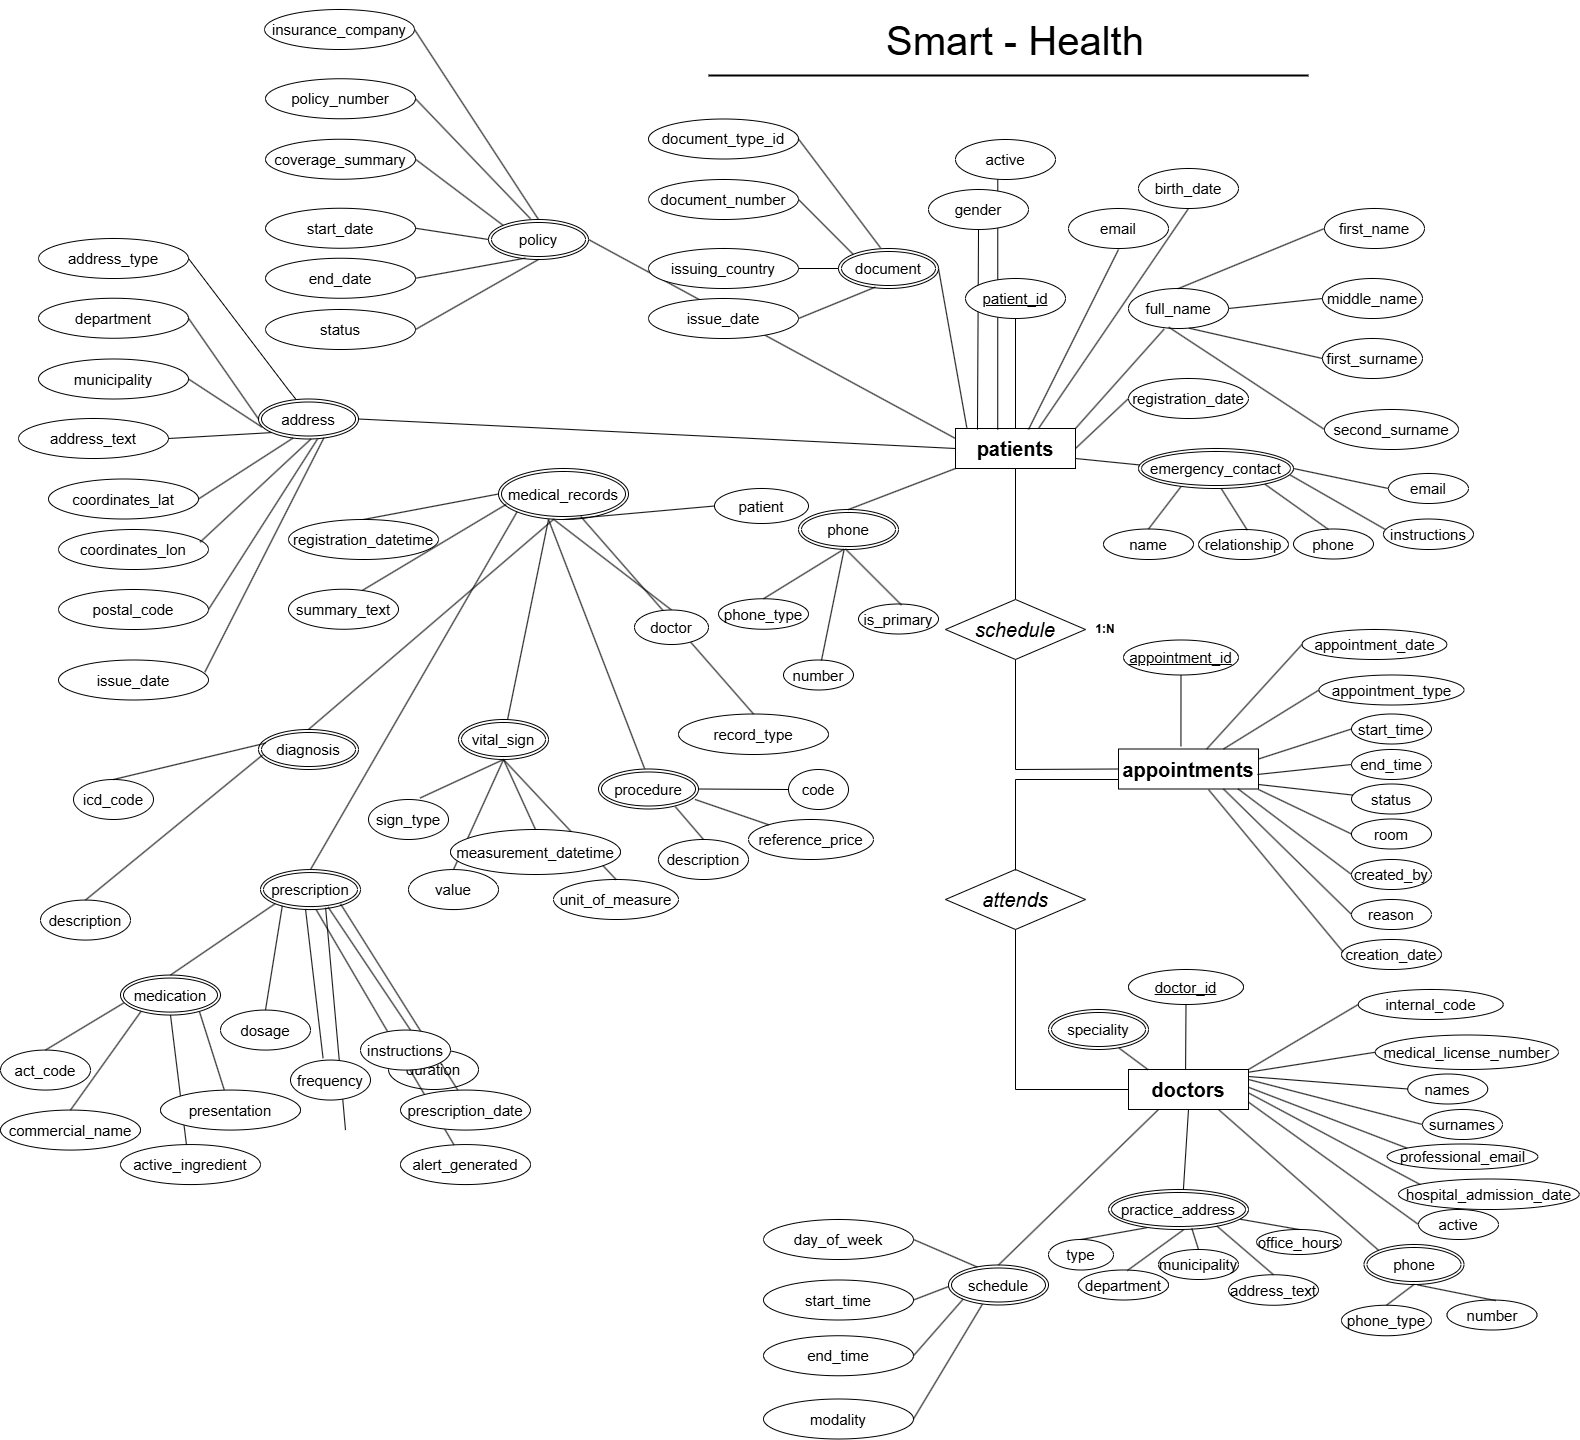 Smart - Health
insurance_company
policy_number
coverage_summary
start_date
end_date
status
policy
document_type_id
document_number
issuing_country
issue_date
document
active
gender
patient_id
email
birth_date
full_name
first_name
middle_name
first_surname
second_surname
registration_date
patients
emergency_contact
email
instructions
phone
relationship
name
address_type
department
municipality
address_text
coordinates_lat
coordinates_lon
postal_code
issue_date
address
medical_records
patient
registration_datetime
summary_text
doctor
record_type
phone
phone_type
number
is_primary
schedule
1:N
diagnosis
icd_code
description
vital_sign
sign_type
value
measurement_datetime
unit_of_measure
procedure
code
reference_price
description
prescription
medication
act_code
commercial_name
active_ingredient
presentation
dosage
frequency
instructions
duration
prescription_date
alert_generated
appointment_id
appointments
appointment_date
appointment_type
start_time
end_time
status
room
created_by
reason
creation_date
attends
doctor_id
speciality
doctors
internal_code
medical_license_number
names
surnames
professional_email
hospital_admission_date
active
phone
phone_type
number
practice_address
type
department
municipality
address_text
office_hours
schedule
day_of_week
start_time
end_time
modality